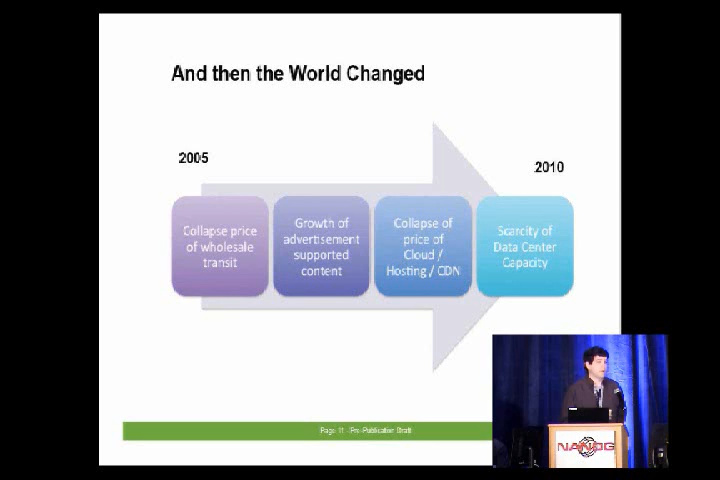 And then the World Changed
2005
2010
Collapse price
of wholesale
transit
Growth of
advertisement
supported
content
Collapse of
price of
Cloud /
Hosting / CDN
Scarcity of
Data Center
Capacity
Page 11 - Pre-Publication Draft
NANOG